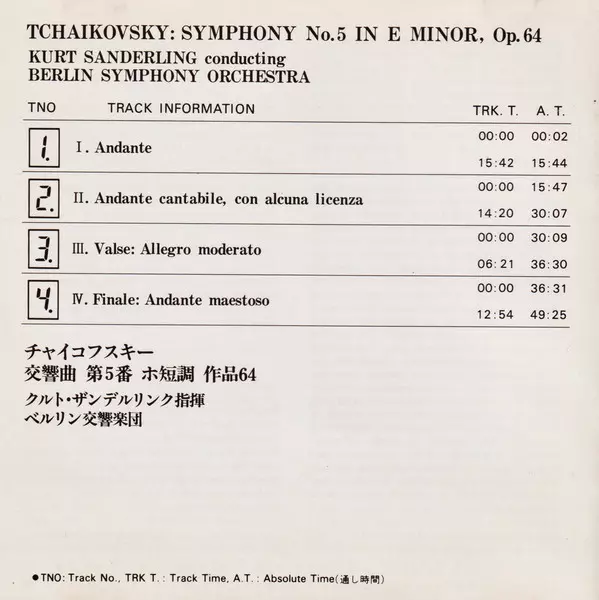 TCHAIKOVSKY: SYMPHONY No.5 IN E MINOR, Op.64
KURT SANDERLING conducting
BERLIN SYMPHONY ORCHESTRA
TNO TRACK INFORMATION TRK. T. A. T.
1. I. Andante 00:00 00:02
15:42 15:44
2. II. Andante cantabile, con alcuna licenza 00:00 15:47
14:20 30:07
3. III. Valse: Allegro moderato 00:00 30:09
06:21 36:30
4. IV. Finale: Andante maestoso 00:00 36:31
12:54 49:25
チャイコフスキー
交響曲 第5番 ホ短調 作品64
クルト・ザンデルリンク指揮
ベルリン交響楽団
●TNO: Track No., TRK T. : Track Time, A.T. : Absolute Time(通し時間)